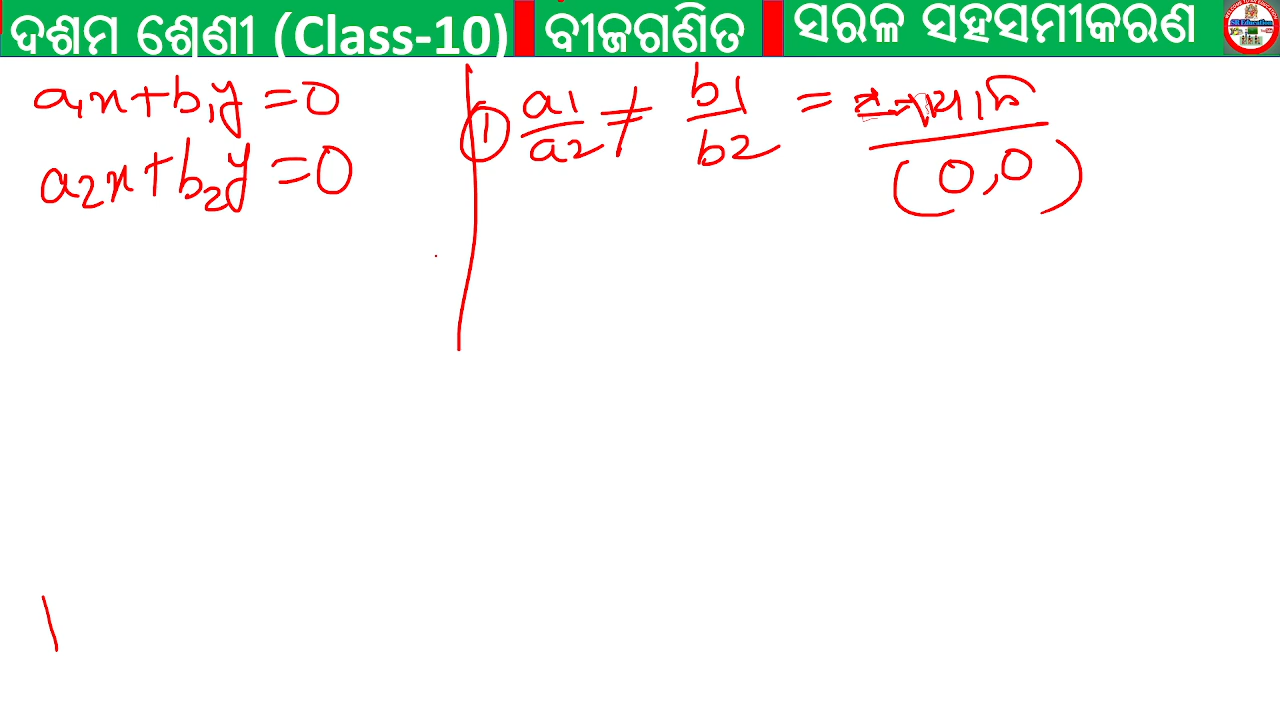 ଦଶମ ଶ୍ରେଣୀ (Class-10) ବୀଜଗଣିତ ସରଳ ସହସମୀକରଣ
a₁x+b₁y=0
a₂x+b₂y=0
① a1/a2 ≠ b1/b2 =
(0,0)